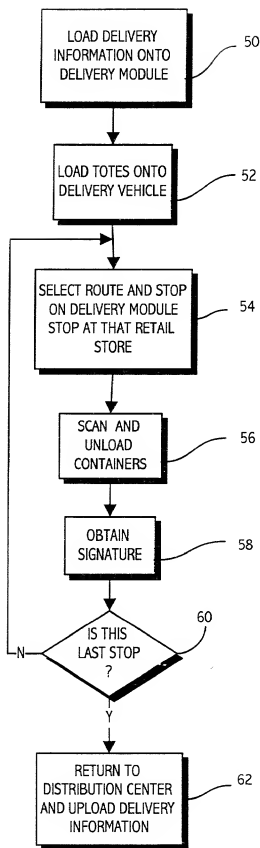 LOAD DELIVERY
INFORMATION ONTO
DELIVERY MODULE
50
LOAD TOTES ONTO
DELIVERY VEHICLE
52
SELECT ROUTE AND STOP
ON DELIVERY MODULE
STOP AT THAT RETAIL
STORE
54
SCAN AND
UNLOAD
CONTAINERS
56
OBTAIN
SIGNATURE
58
IS THIS
LAST STOP
?
60
N
Y
RETURN TO
DISTRIBUTION CENTER
AND UPLOAD DELIVERY
INFORMATION
62